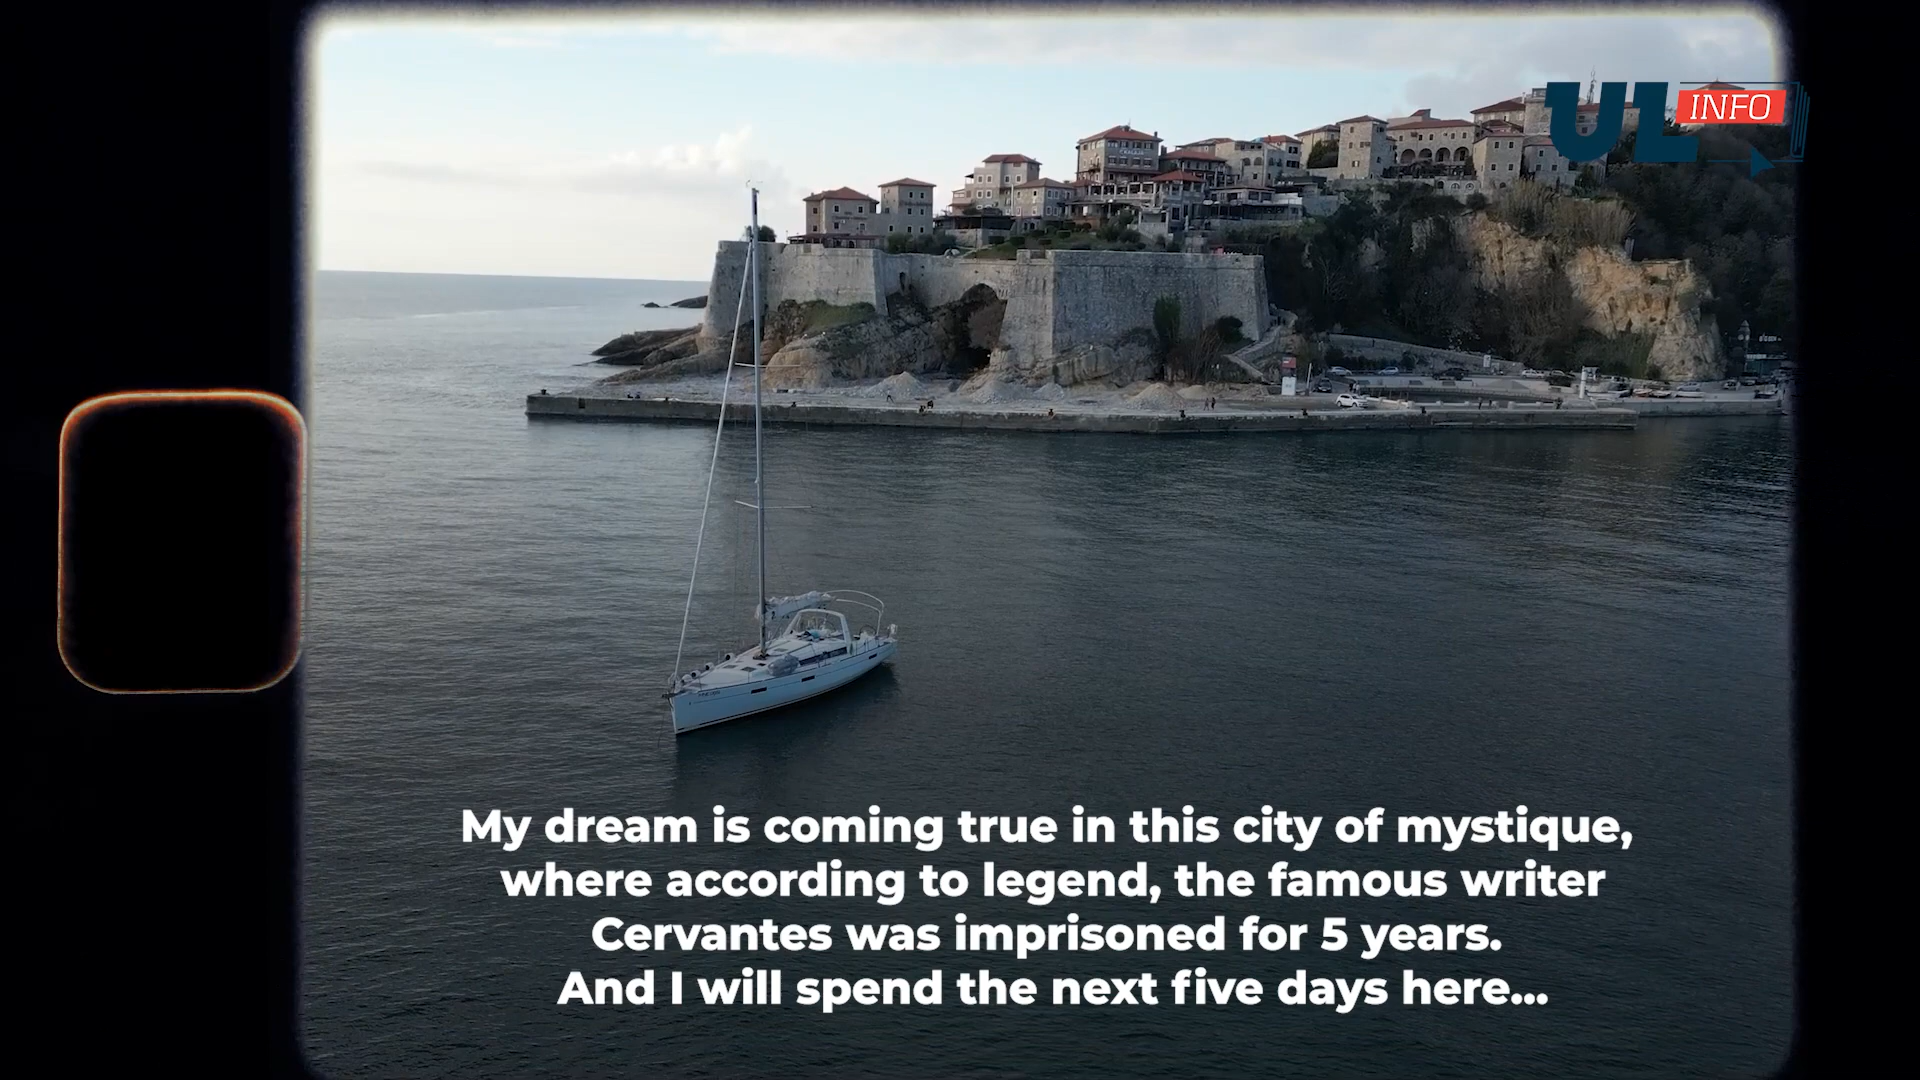 UL
INFO
My dream is coming true in this city of mystique,
where according to legend, the famous writer
Cervantes was imprisoned for 5 years.
And I will spend the next five days here...